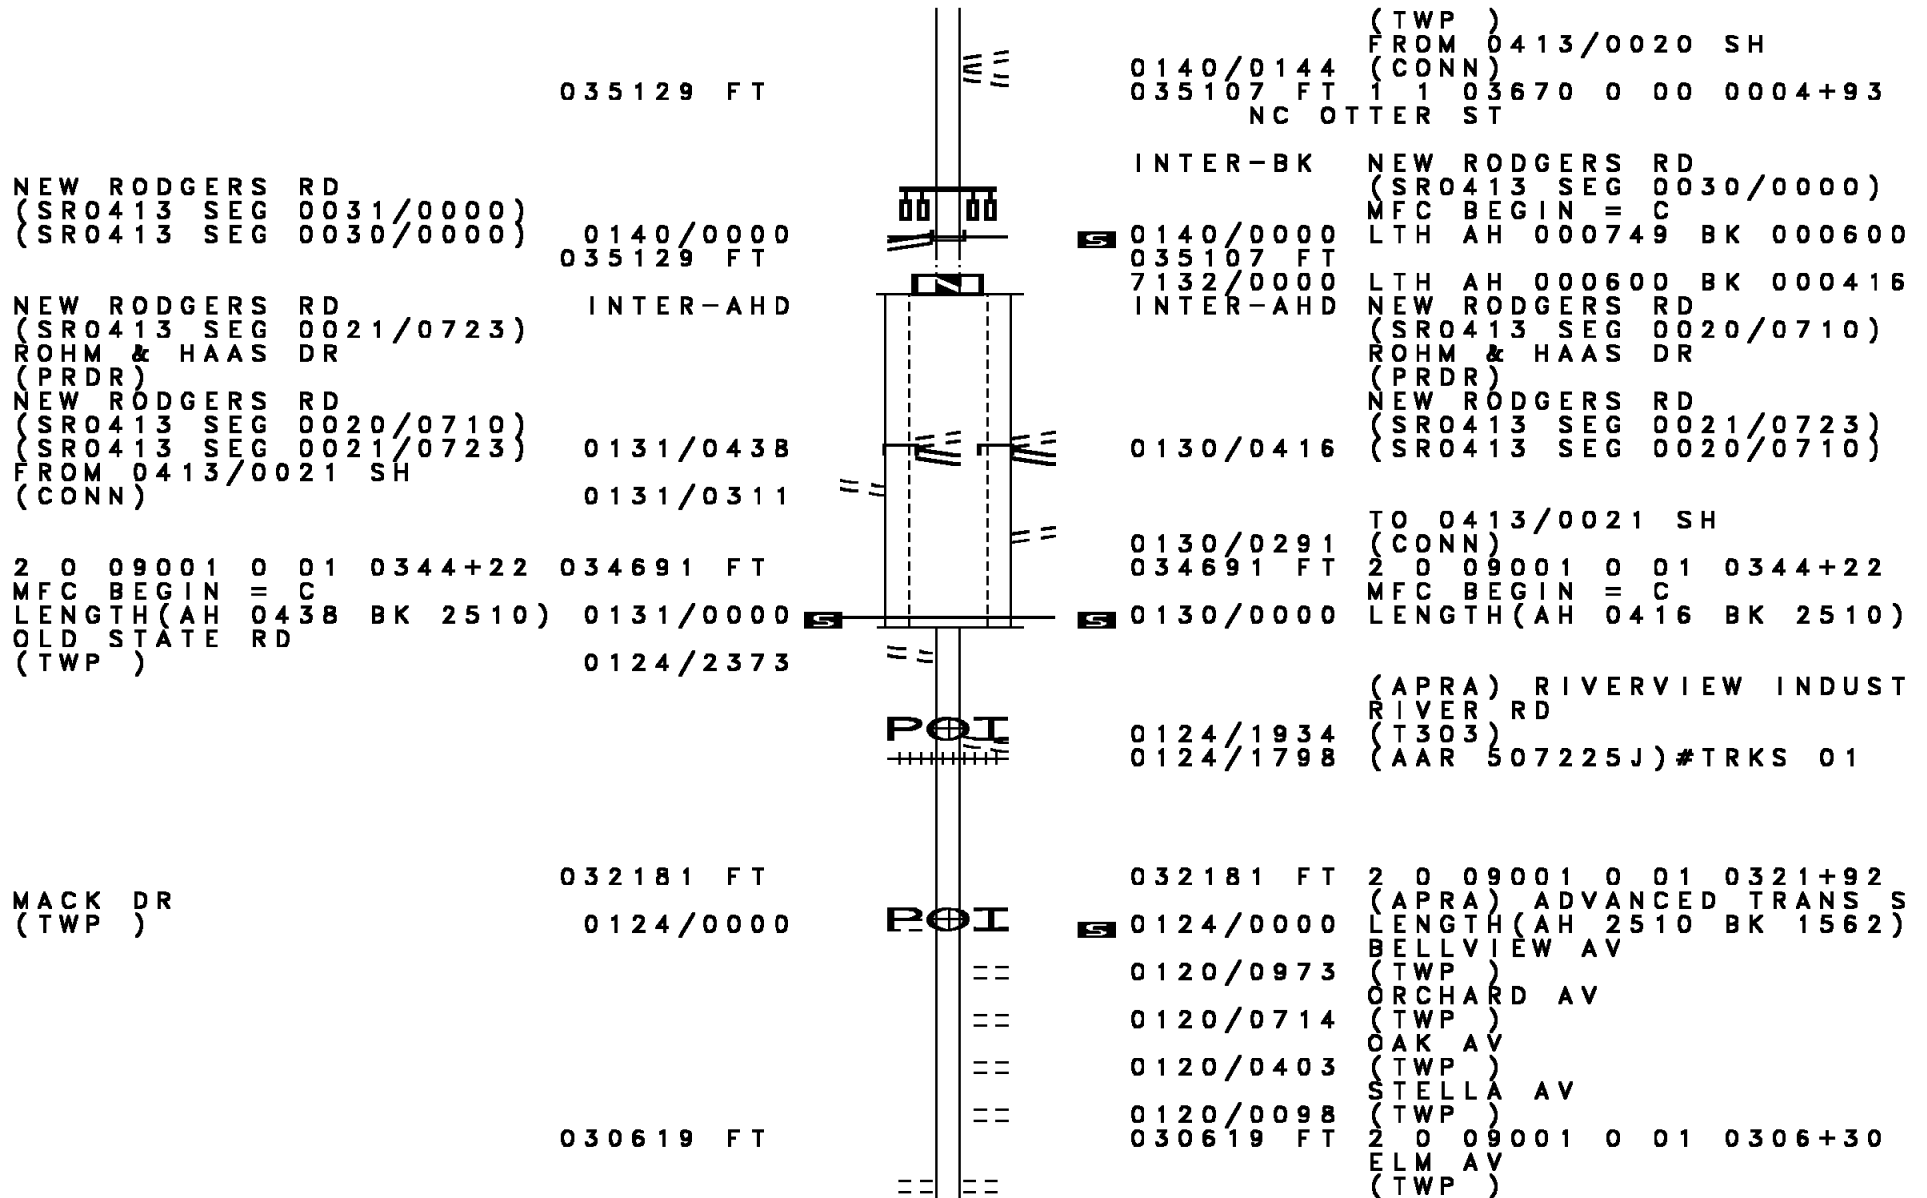 (TWP )
FROM 0413/0020 SH
0140/0144 (CONN)
035129 FT 035107 FT 1 1 03670 0 00 0004+93
NC OTTER ST
INTER-BK NEW RODGERS RD
NEW RODGERS RD (SR0413 SEG 0030/0000)
(SR0413 SEG 0031/0000) MFC BEGIN = C
(SR0413 SEG 0030/0000) 0140/0000 S 0140/0000 LTH AH 000749 BK 000600
035129 FT 035107 FT
7132/0000 LTH AH 000600 BK 000416
NEW RODGERS RD INTER-AHD INTER-AHD NEW RODGERS RD
(SR0413 SEG 0021/0723) (SR0413 SEG 0020/0710)
ROHM & HAAS DR ROHM & HAAS DR
(PRDR) (PRDR)
NEW RODGERS RD NEW RODGERS RD
(SR0413 SEG 0020/0710) (SR0413 SEG 0021/0723)
(SR0413 SEG 0021/0723) 0131/0438 0130/0416 (SR0413 SEG 0020/0710)
FROM 0413/0021 SH
(CONN) 0131/0311
TO 0413/0021 SH
0130/0291 (CONN)
2 0 09001 0 01 0344+22 034691 FT 034691 FT 2 0 09001 0 01 0344+22
MFC BEGIN = C MFC BEGIN = C
LENGTH(AH 0438 BK 2510) 0131/0000 S S 0130/0000 LENGTH(AH 0416 BK 2510)
OLD STATE RD
(TWP ) 0124/2373
(APRA) RIVERVIEW INDUST
RIVER RD
POI 0124/1934 (T303)
0124/1798 (AAR 507225J)#TRKS 01
032181 FT 032181 FT 2 0 09001 0 01 0321+92
MACK DR (APRA) ADVANCED TRANS S
(TWP ) 0124/0000 POI S 0124/0000 LENGTH(AH 2510 BK 1562)
BELLVIEW AV
0120/0973 (TWP )
ORCHARD AV
0120/0714 (TWP )
OAK AV
0120/0403 (TWP )
STELLA AV
0120/0098 (TWP )
030619 FT 030619 FT 2 0 09001 0 01 0306+30
ELM AV
(TWP )